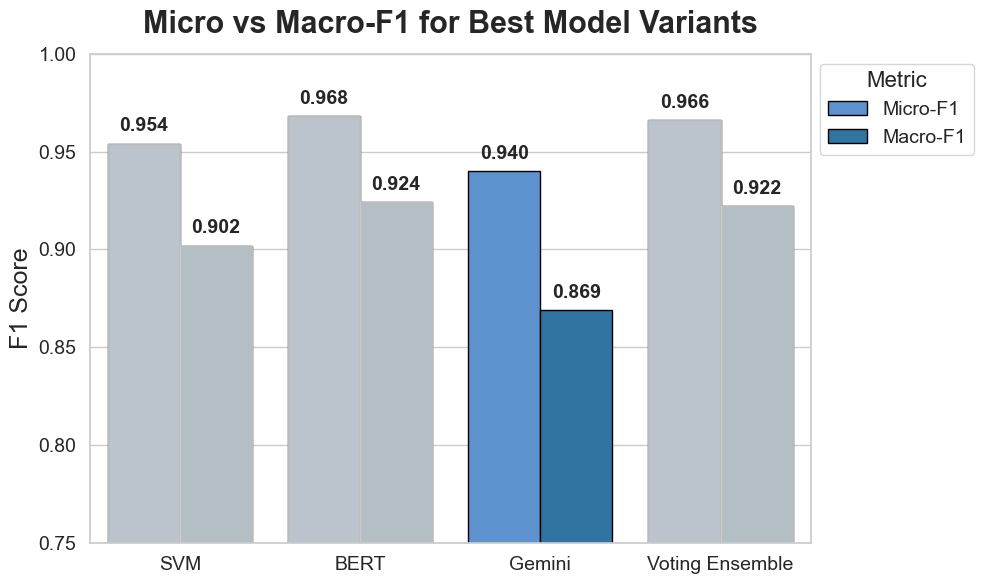 Micro vs Macro-F1 for Best Model Variants
Metric
Micro-F1
Macro-F1
F1 Score
1.00
0.95
0.90
0.85
0.80
0.75
0.954
0.902
0.968
0.924
0.940
0.869
0.966
0.922
SVM
BERT
Gemini
Voting Ensemble